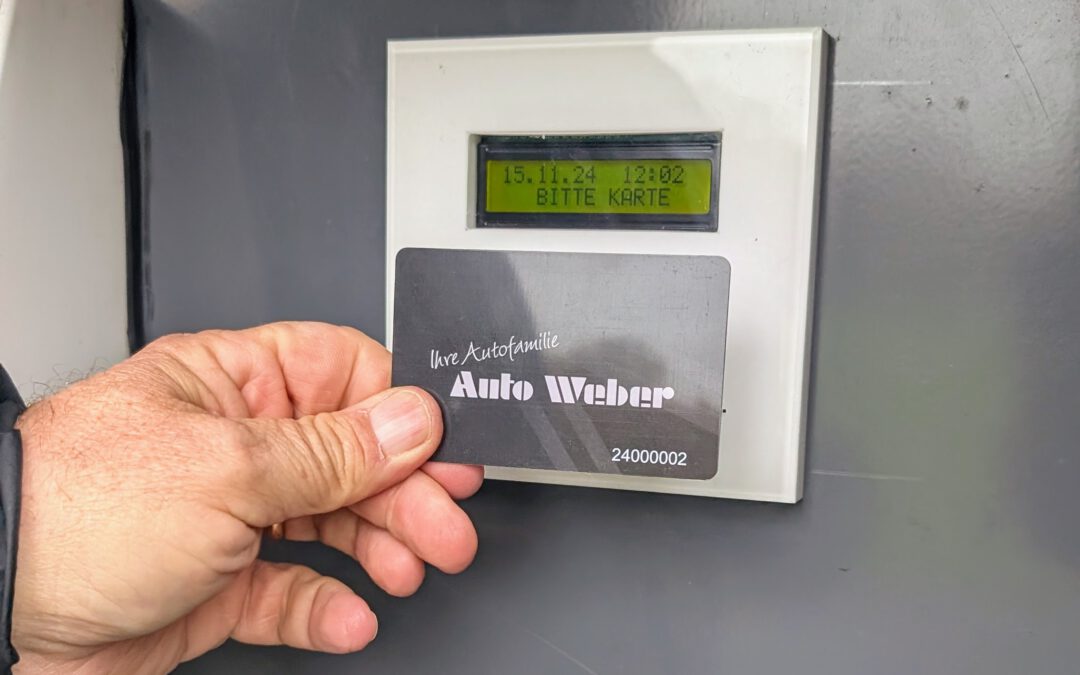 15.11.24 12:02
BITTE KARTE
Ihre Autofamilie
Auto Weber
24000002